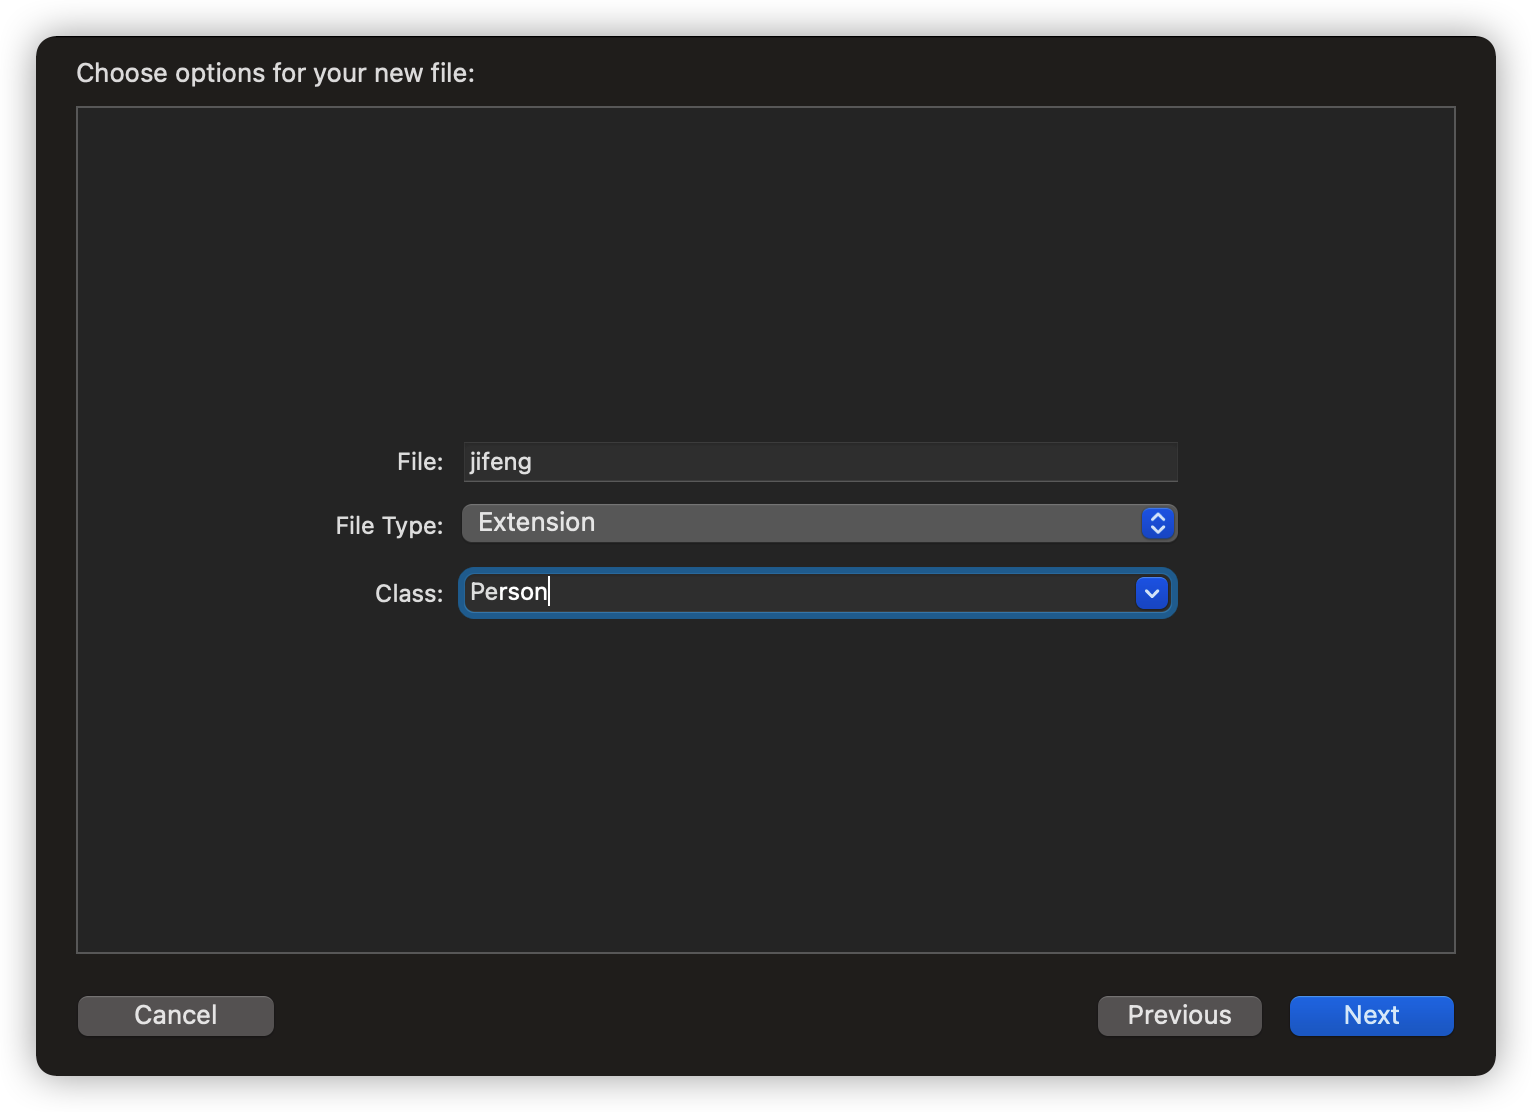 Choose options for your new file:
File: jifeng
File Type: Extension
Class: Person
Cancel Previous Next